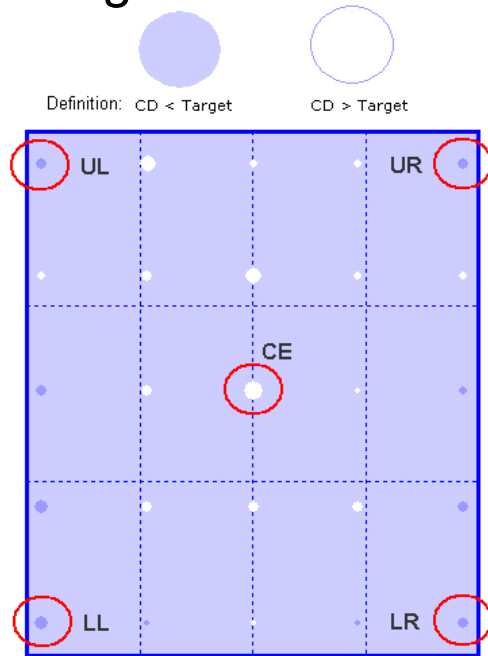 Definition: CD < Target CD > Target
UL UR
CE
LL LR